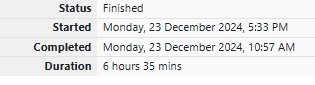 Status Finished
Started Monday, 23 December 2024, 5:33 PM
Completed Monday, 23 December 2024, 10:57 AM
Duration 6 hours 35 mins